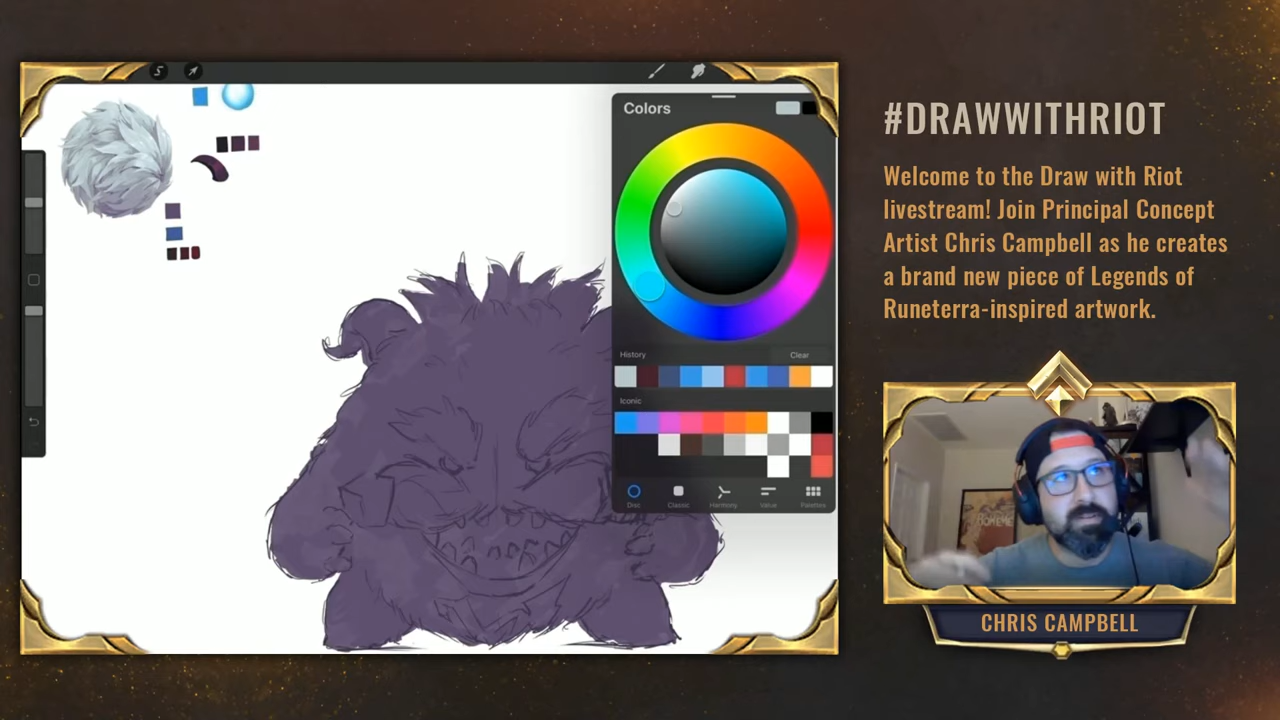 Colors
History
Clear
Iconic
Disc
Classic
Harmony
Value
Palettes
#DRAWWITHRIOT
Welcome to the Draw with Riot
livestream! Join Principal Concept
Artist Chris Campbell as he creates
a brand new piece of Legends of
Runeterra-inspired artwork.
CHRIS CAMPBELL